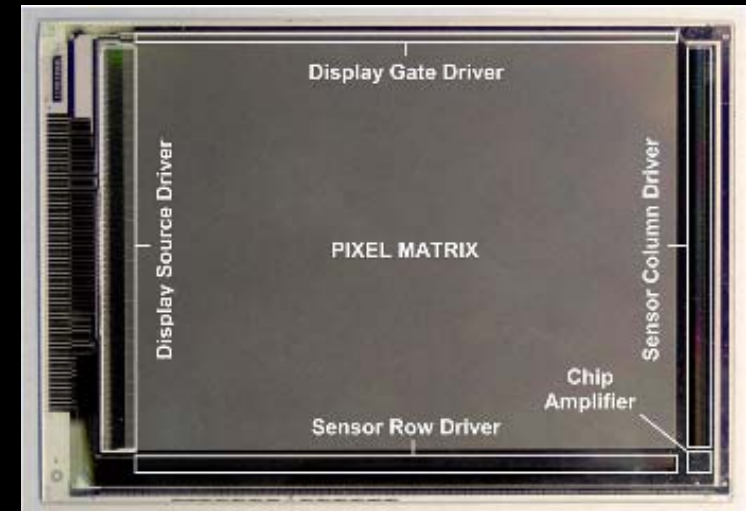 Display Gate Driver
Display Source Driver
PIXEL MATRIX
Sensor Column Driver
Chip
Amplifier
Sensor Row Driver